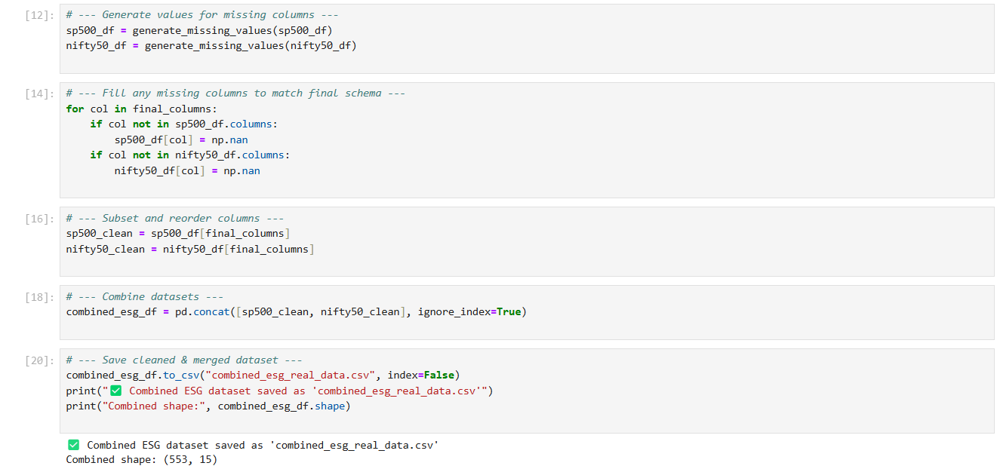 [12]: # --- Generate values for missing columns ---
sp500_df = generate_missing_values(sp500_df)
nifty50_df = generate_missing_values(nifty50_df)
[14]: # --- Fill any missing columns to match final schema ---
for col in final_columns:
    if col not in sp500_df.columns:
        sp500_df[col] = np.nan
    if col not in nifty50_df.columns:
        nifty50_df[col] = np.nan
[16]: # --- Subset and reorder columns ---
sp500_clean = sp500_df[final_columns]
nifty50_clean = nifty50_df[final_columns]
[18]: # --- Combine datasets ---
combined_esg_df = pd.concat([sp500_clean, nifty50_clean], ignore_index=True)
[20]: # --- Save cleaned & merged dataset ---
combined_esg_df.to_csv("combined_esg_real_data.csv", index=False)
print("✅ Combined ESG dataset saved as 'combined_esg_real_data.csv'")
print("Combined shape:", combined_esg_df.shape)
✅ Combined ESG dataset saved as 'combined_esg_real_data.csv'
Combined shape: (553, 15)